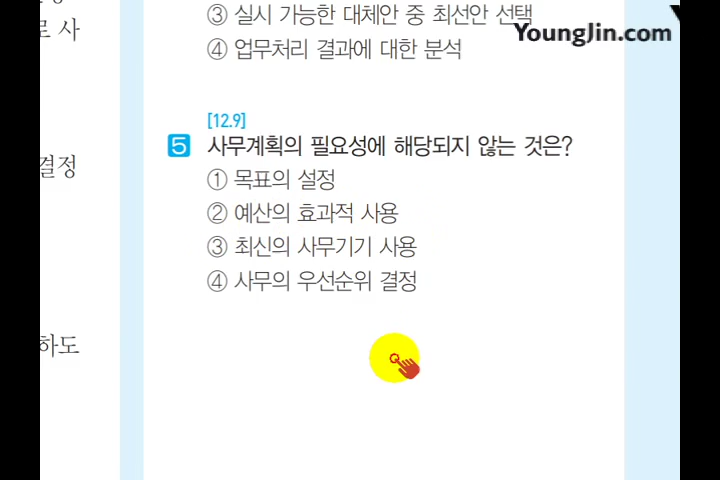 ③ 실시 가능한 대체안 중 최선안 선택
YoungJin.com
로 사
④ 업무처리 결과에 대한 분석
[12.9]
5 사무계획의 필요성에 해당되지 않는 것은?
결정
① 목표의 설정
② 예산의 효과적 사용
③ 최신의 사무기기 사용
④ 사무의 우선순위 결정
하도